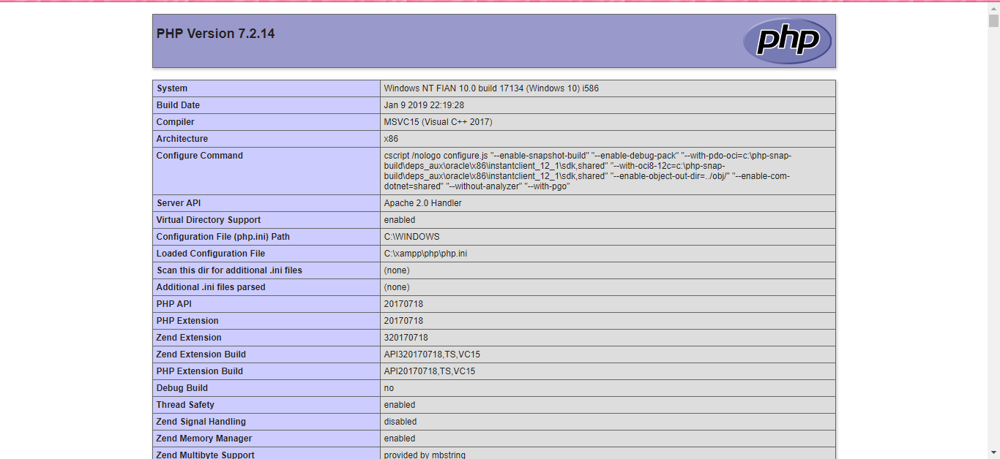 PHP Version 7.2.14
php
System Windows NT FIAN 10.0 build 17134 (Windows 10) i586
Build Date Jan 9 2019 22:19:28
Compiler MSVC15 (Visual C++ 2017)
Architecture x86
Configure Command cscript /nologo configure.js "--enable-snapshot-build" "--enable-debug-pack" "--with-pdo-oci=c:\php-snap-
build\deps_aux\oracle\x86\instantclient_12_1\sdk,shared" "--with-oci8-12c=c:\php-snap-
build\deps_aux\oracle\x86\instantclient_12_1\sdk,shared" "--enable-object-out-dir=../obj/" "--enable-com-
dotnet=shared" "--without-analyzer" "--with-pgo"
Server API Apache 2.0 Handler
Virtual Directory Support enabled
Configuration File (php.ini) Path C:\WINDOWS
Loaded Configuration File C:\xampp\php\php.ini
Scan this dir for additional .ini files (none)
Additional .ini files parsed (none)
PHP API 20170718
PHP Extension 20170718
Zend Extension 320170718
Zend Extension Build API320170718,TS,VC15
PHP Extension Build API20170718,TS,VC15
Debug Build no
Thread Safety enabled
Zend Signal Handling disabled
Zend Memory Manager enabled
Zend Multibyte Support provided by mbstring